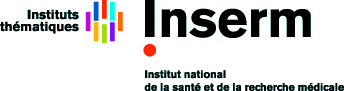 Instituts
thématiques
Inserm
Institut national
de la santé et de la recherche médicale